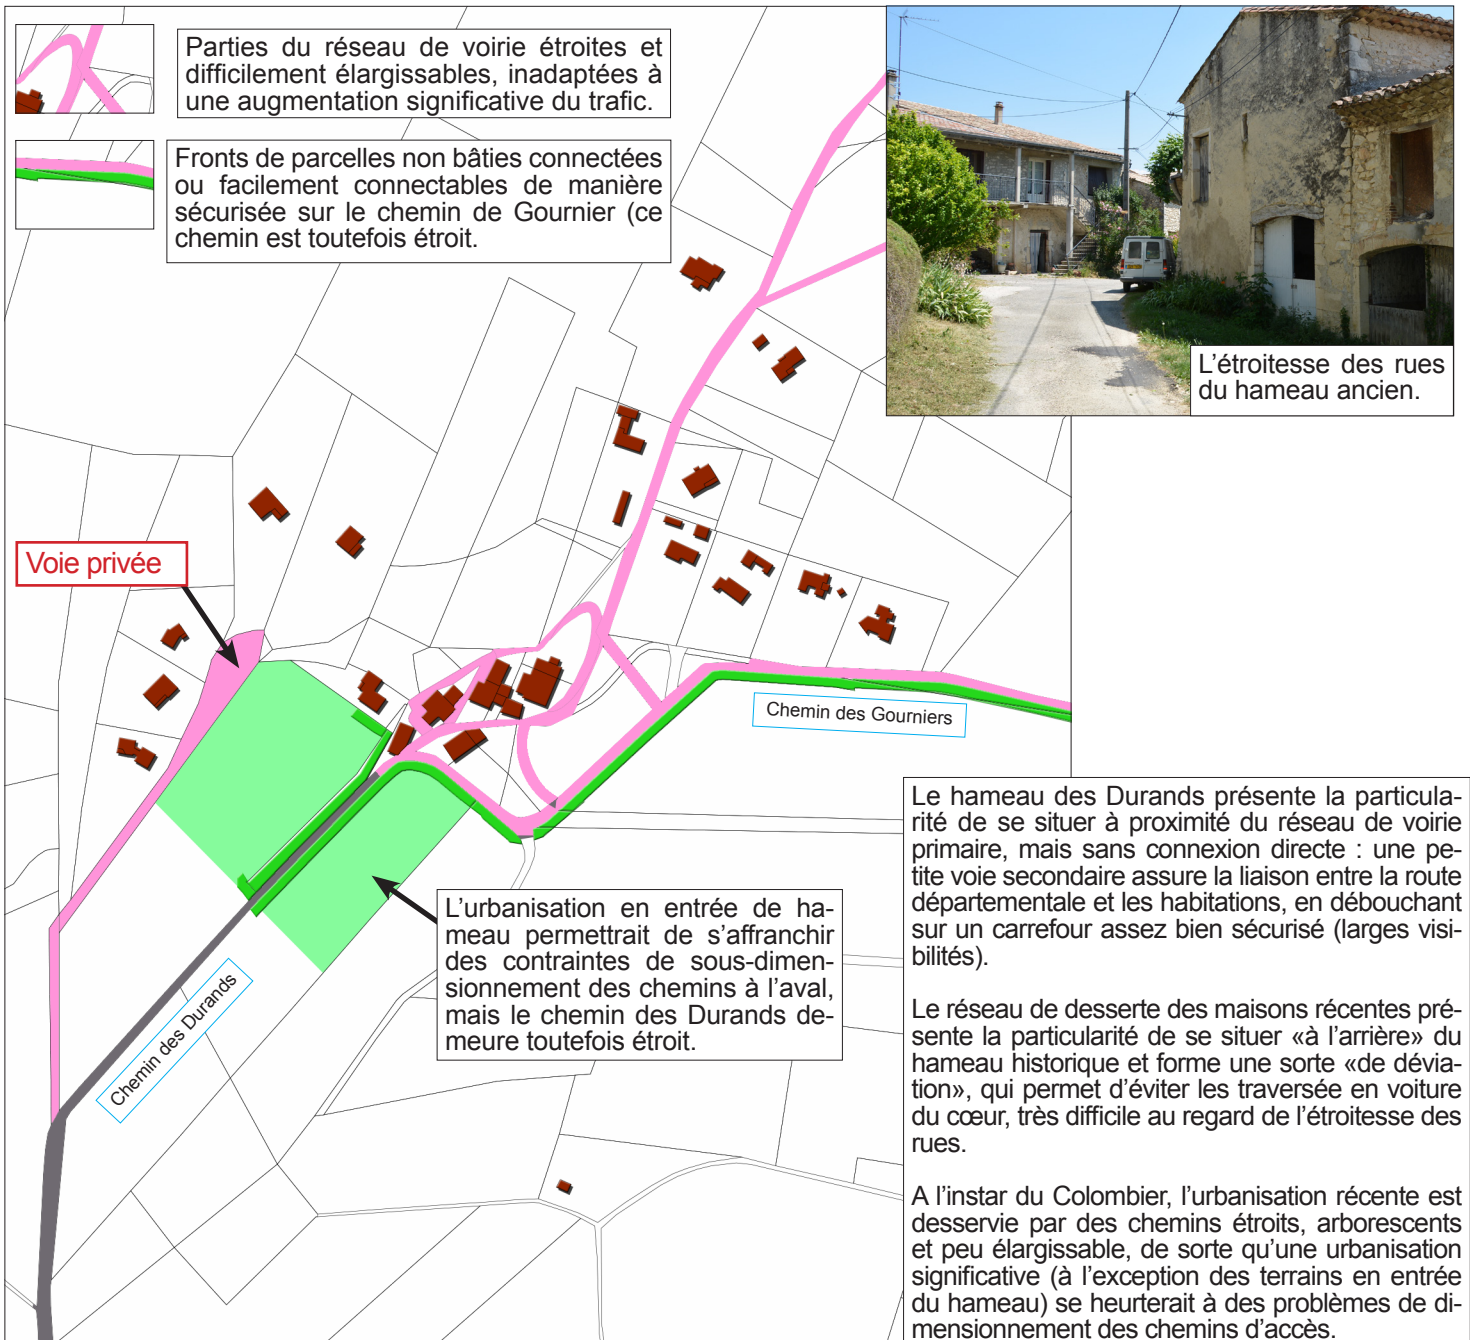 Parties du réseau de voirie étroites et
difficilement élargissables, inadaptées à
une augmentation significative du trafic.
Fronts de parcelles non bâties connectées
ou facilement connectables de manière
sécurisée sur le chemin de Gournier (ce
chemin est toutefois étroit.
L'étroitesse des rues
du hameau ancien.
Voie privée
Chemin des Gourniers
L'urbanisation en entrée de ha-
meau permettrait de s'affranchir
des contraintes de sous-dimen-
sionnement des chemins à l'aval,
mais le chemin des Durands de-
meure toutefois étroit.
Chemin des Durands
Le hameau des Durands présente la particula-
rité de se situer à proximité du réseau de voirie
primaire, mais sans connexion directe : une pe-
tite voie secondaire assure la liaison entre la route
départementale et les habitations, en débouchant
sur un carrefour assez bien sécurisé (larges visi-
bilités).
Le réseau de desserte des maisons récentes pré-
sente la particularité de se situer «à l'arrière» du
hameau historique et forme une sorte «de dévia-
tion», qui permet d'éviter les traversée en voiture
du cœur, très difficile au regard de l'étroitesse des
rues.
A l'instar du Colombier, l'urbanisation récente est
desservie par des chemins étroits, arborescents
et peu élargissable, de sorte qu'une urbanisation
significative (à l'exception des terrains en entrée
du hameau) se heurterait à des problèmes de di-
mensionnement des chemins d'accès.